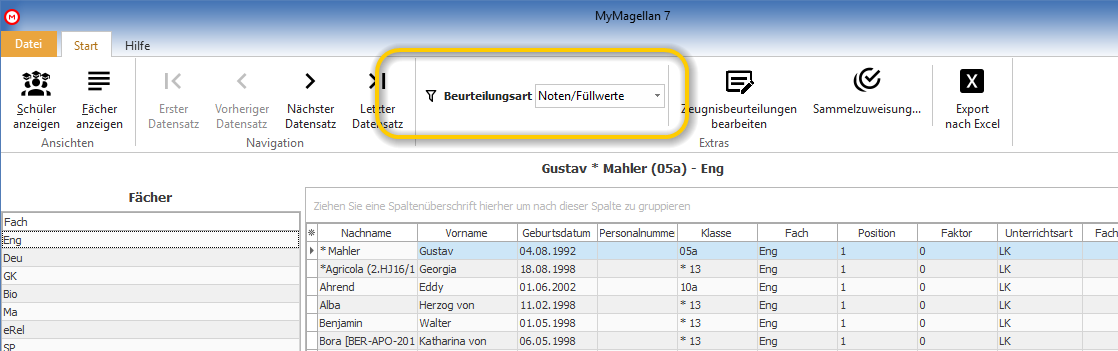 MyMagellan 7
Datei Start Hilfe
Beurteilungsart Noten/Füllwerte
Schüler anzeigen
Fächer anzeigen
Erster Datensatz
Vorheriger Datensatz
Nächster Datensatz
Letzter Datensatz
Zeugnisbeurteilungen bearbeiten
Sammelzuweisung...
X
Export nach Excel
Ansichten Navigation Extras
Gustav * Mahler (05a) - Eng
Fächer
Fach
Eng
Deu
GK
Bio
Ma
eRel
SP
Ziehen Sie eine Spaltenüberschrift hierher um nach dieser Spalte zu gruppieren
Nachname Vorname Geburtsdatum Personalnumme Klasse Fach Position Faktor Unterrichtsart Fach
* Mahler Gustav 04.08.1992 05a Eng 1 0 LK
*Agricola (2.HJ16/1 Georgia 18.08.1998 * 13 Eng 1 0 LK
Ahrend Eddy 01.06.2002 10a Eng 1 0 LK
Alba Herzog von 11.02.1998 * 13 Eng 1 0 LK
Benjamin Walter 01.05.1998 * 13 Eng 1 0 LK
Bora [BER-APO-201 Katharina von 06.05.1998 * 13 Eng 1 0 LK